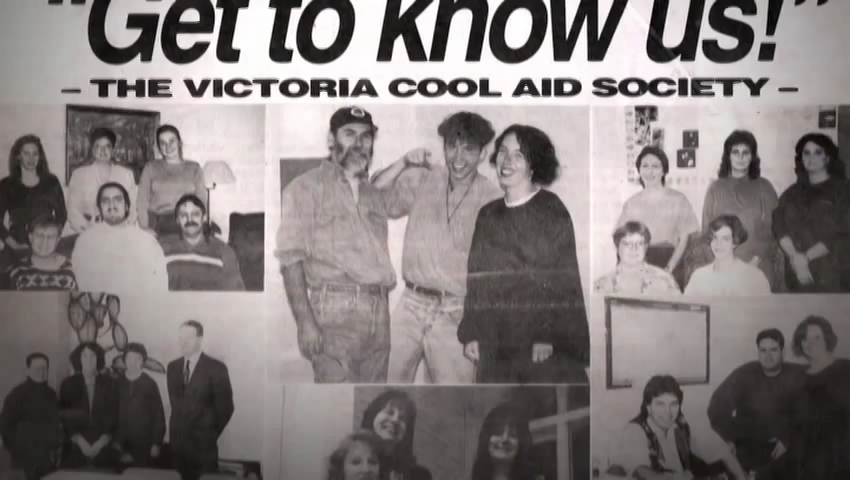 "Get to know us!"
– THE VICTORIA COOL AID SOCIETY –